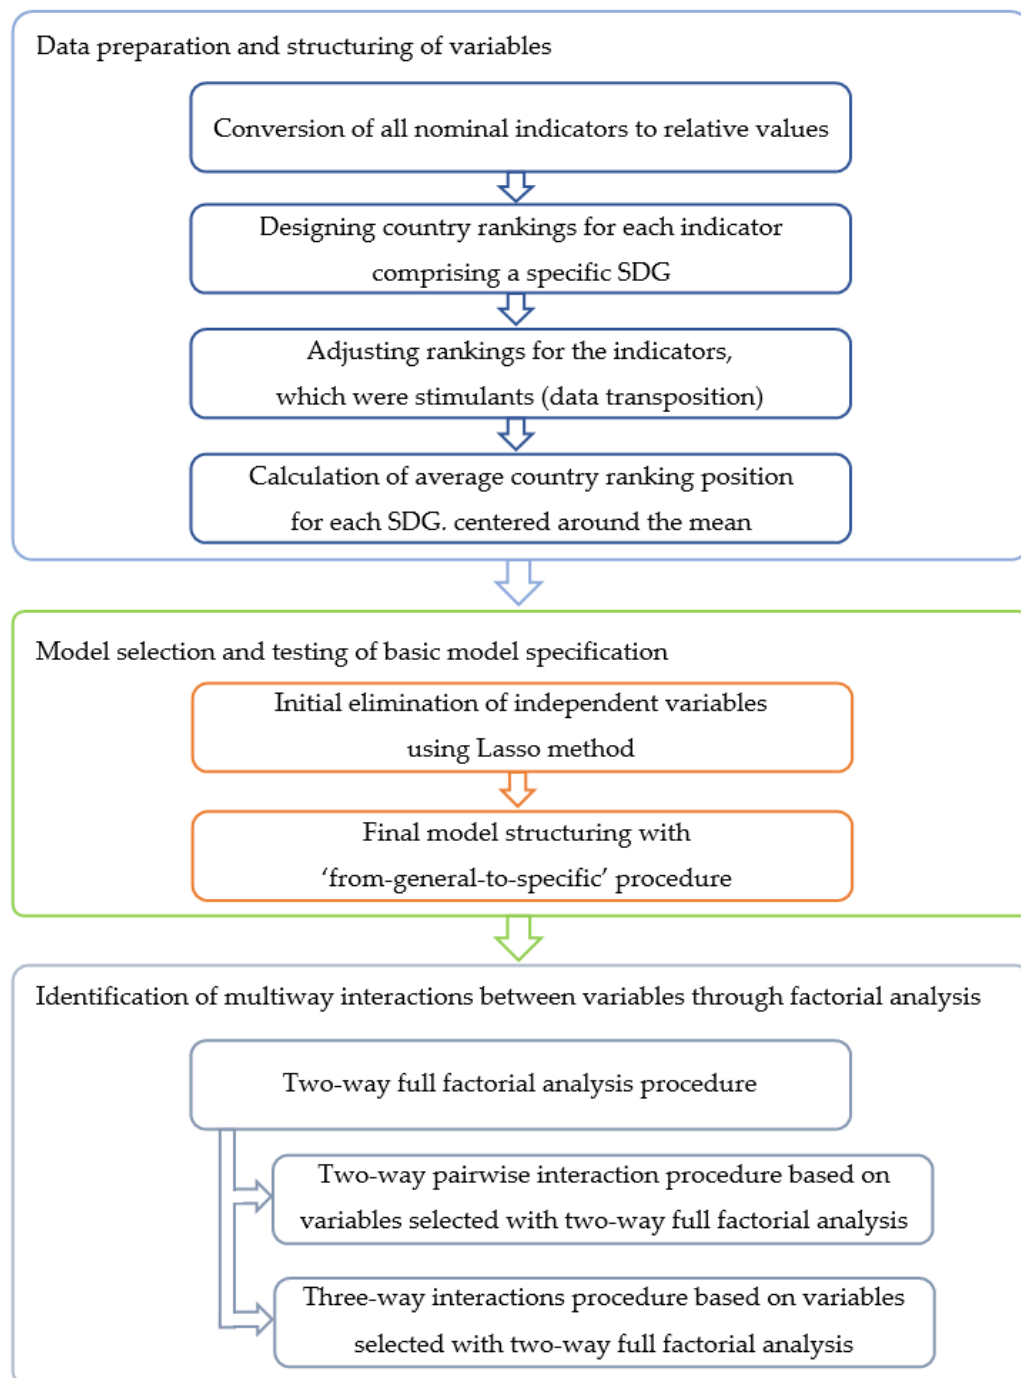 Data preparation and structuring of variables
Conversion of all nominal indicators to relative values
Designing country rankings for each indicator
comprising a specific SDG
Adjusting rankings for the indicators,
which were stimulants (data transposition)
Calculation of average country ranking position
for each SDG. centered around the mean
Model selection and testing of basic model specification
Initial elimination of independent variables
using Lasso method
Final model structuring with
‘from-general-to-specific’ procedure
Identification of multiway interactions between variables through factorial analysis
Two-way full factorial analysis procedure
Two-way pairwise interaction procedure based on
variables selected with two-way full factorial analysis
Three-way interactions procedure based on variables
selected with two-way full factorial analysis